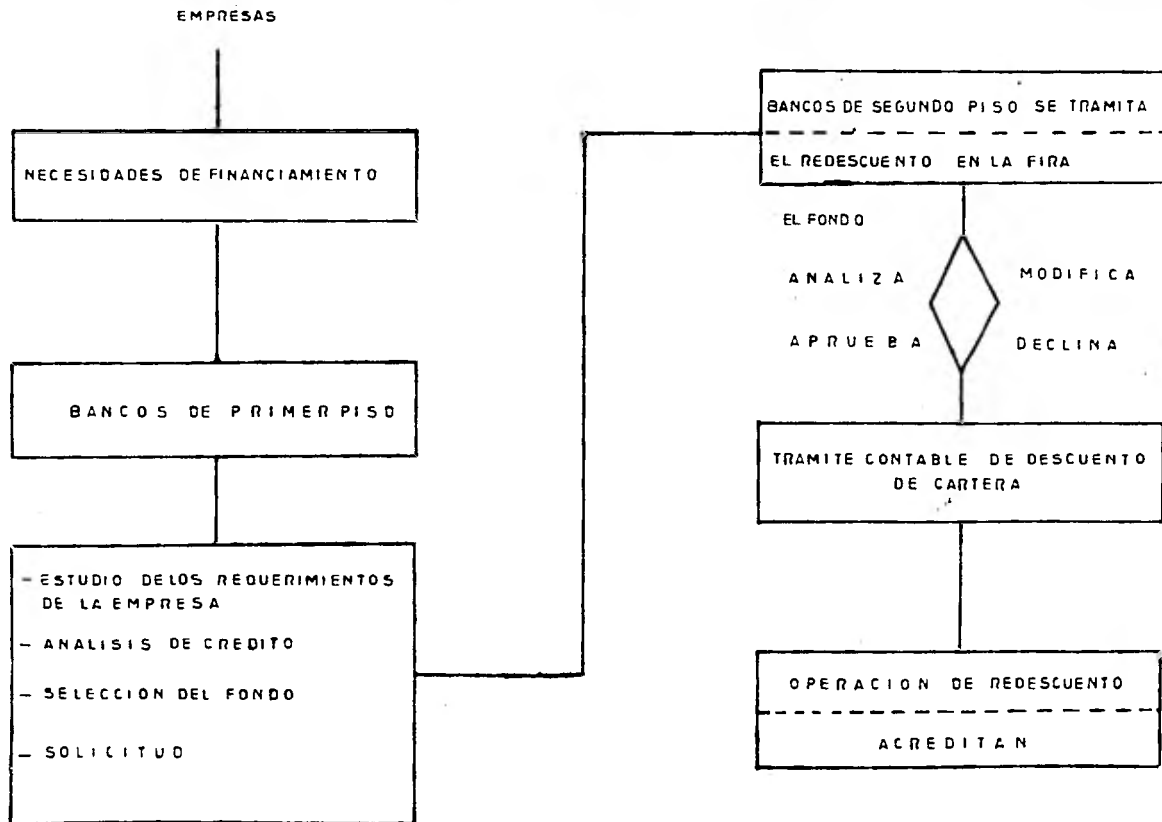 EMPRESAS
NECESIDADES DE FINANCIAMIENTO
BANCOS DE PRIMER PISO
- ESTUDIO DE LOS REQUERIMIENTOS
DE LA EMPRESA
- ANALISIS DE CREDITO
- SELECCION DEL FONDO
- SOLICITUD
BANCOS DE SEGUNDO PISO SE TRAMITA
EL REDESCUENTO EN LA FIRA
EL FONDO
ANALIZA MODIFICA
APRUEBA DECLINA
TRAMITE CONTABLE DE DESCUENTO
DE CARTERA
OPERACION DE REDESCUENTO
ACREDITAN